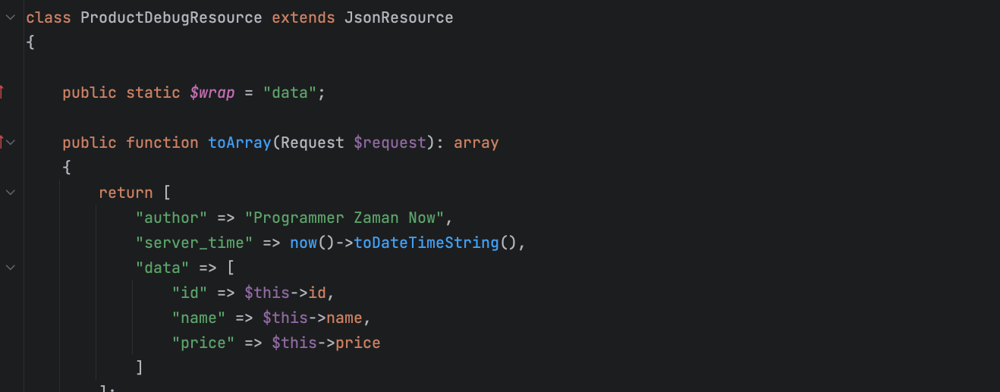 class ProductDebugResource extends JsonResource
{
public static $wrap = "data";
public function toArray(Request $request): array
{
return [
"author" => "Programmer Zaman Now",
"server_time" => now()->toDateTimeString(),
"data" => [
"id" => $this->id,
"name" => $this->name,
"price" => $this->price
]
];